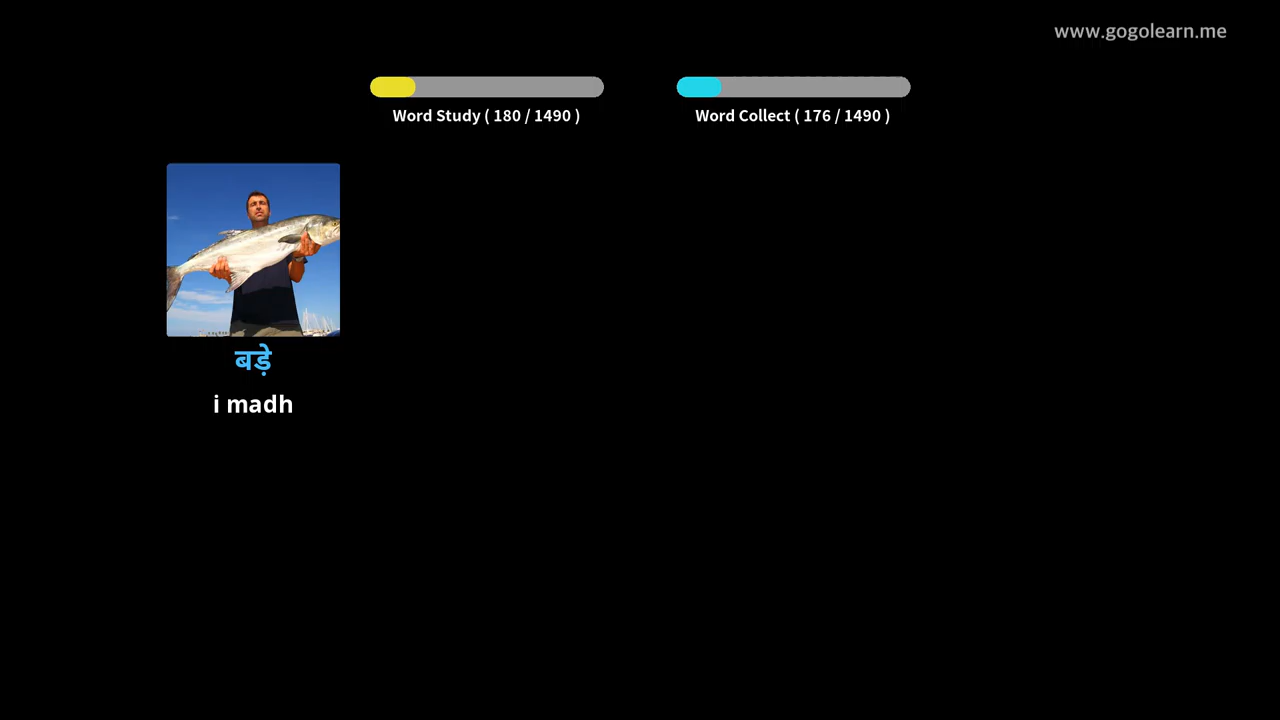 www.gogolearn.me
Word Study ( 180 / 1490 )
Word Collect ( 176 / 1490 )
बड़े
i madh